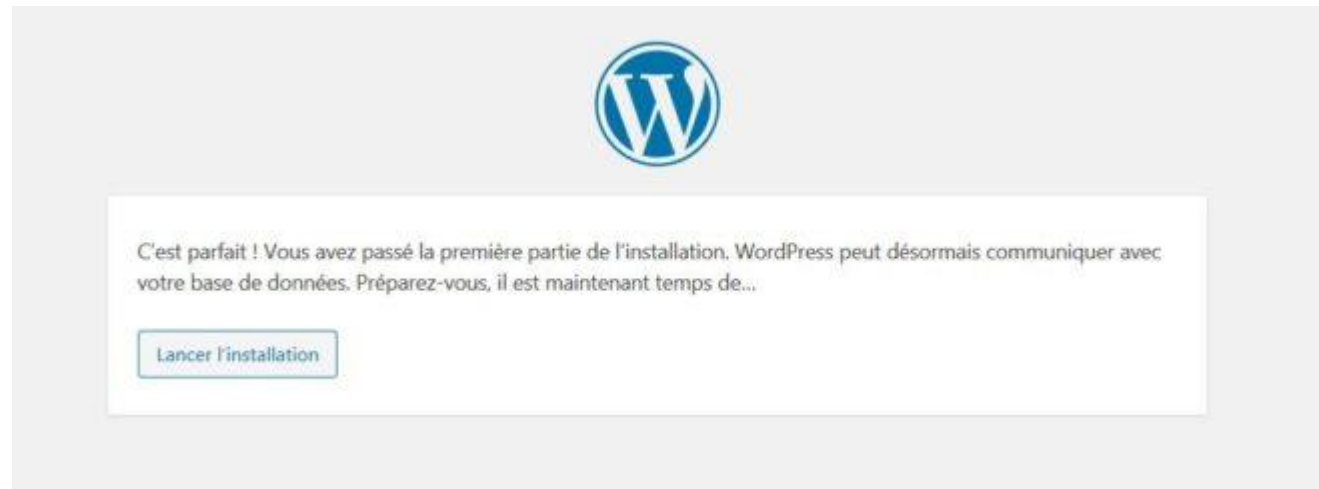 C'est parfait ! Vous avez passé la première partie de l'installation. WordPress peut désormais communiquer avec
votre base de données. Préparez-vous, il est maintenant temps de…
Lancer l'installation